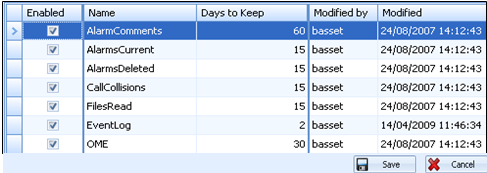 Enabled Name Days to Keep Modified by Modified
AlarmComments 60 basset 24/08/2007 14:12:43
AlarmsCurrent 15 basset 24/08/2007 14:12:43
AlarmsDeleted 15 basset 24/08/2007 14:12:43
CallCollisions 15 basset 24/08/2007 14:12:43
FilesRead 15 basset 24/08/2007 14:12:43
EventLog 2 basset 14/04/2009 11:46:34
OME 30 basset 24/08/2007 14:12:43
Save Cancel